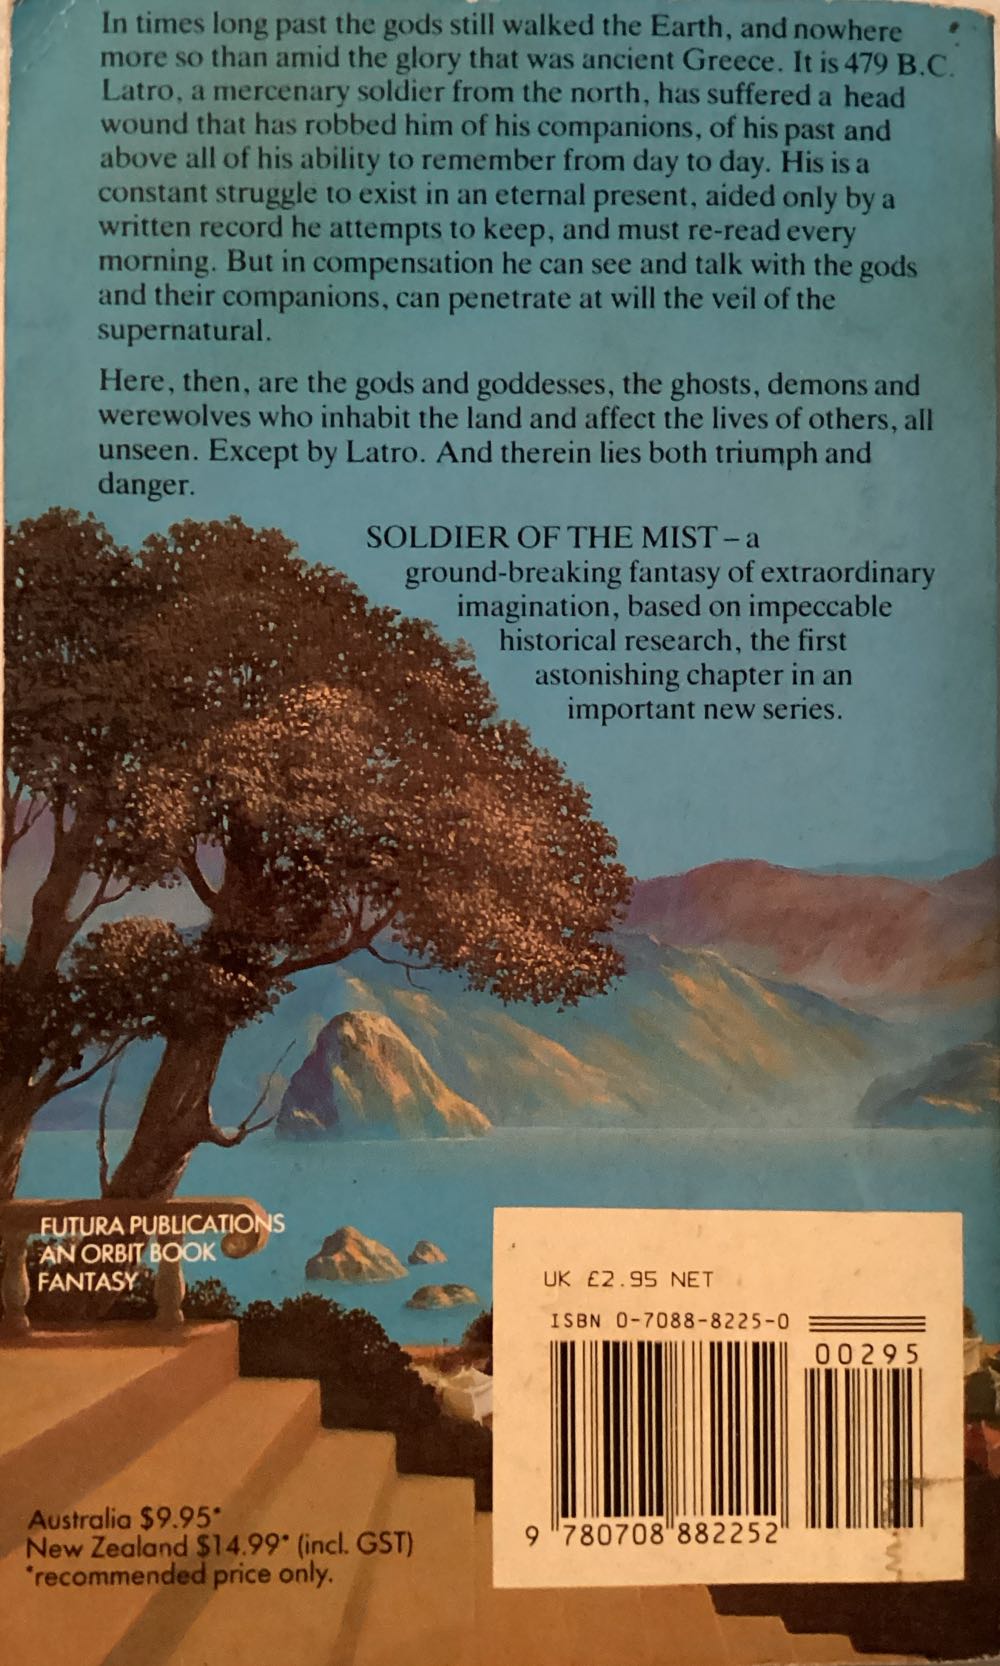 In times long past the gods still walked the Earth, and nowhere
more so than amid the glory that was ancient Greece. It is 479 B.C.
Latro, a mercenary soldier from the north, has suffered a head
wound that has robbed him of his companions, of his past and
above all of his ability to remember from day to day. His is a
constant struggle to exist in an eternal present, aided only by a
written record he attempts to keep, and must re-read every
morning. But in compensation he can see and talk with the gods
and their companions, can penetrate at will the veil of the
supernatural.
Here, then, are the gods and goddesses, the ghosts, demons and
werewolves who inhabit the land and affect the lives of others, all
unseen. Except by Latro. And therein lies both triumph and
danger.
SOLDIER OF THE MIST – a
ground-breaking fantasy of extraordinary
imagination, based on impeccable
historical research, the first
astonishing chapter in an
important new series.
FUTURA PUBLICATIONS
AN ORBIT BOOK
FANTASY
UK £2.95 NET
ISBN 0-7088-8225-0
00295
9 780708 882252
Australia $9.95*
New Zealand $14.99* (incl. GST)
*recommended price only.